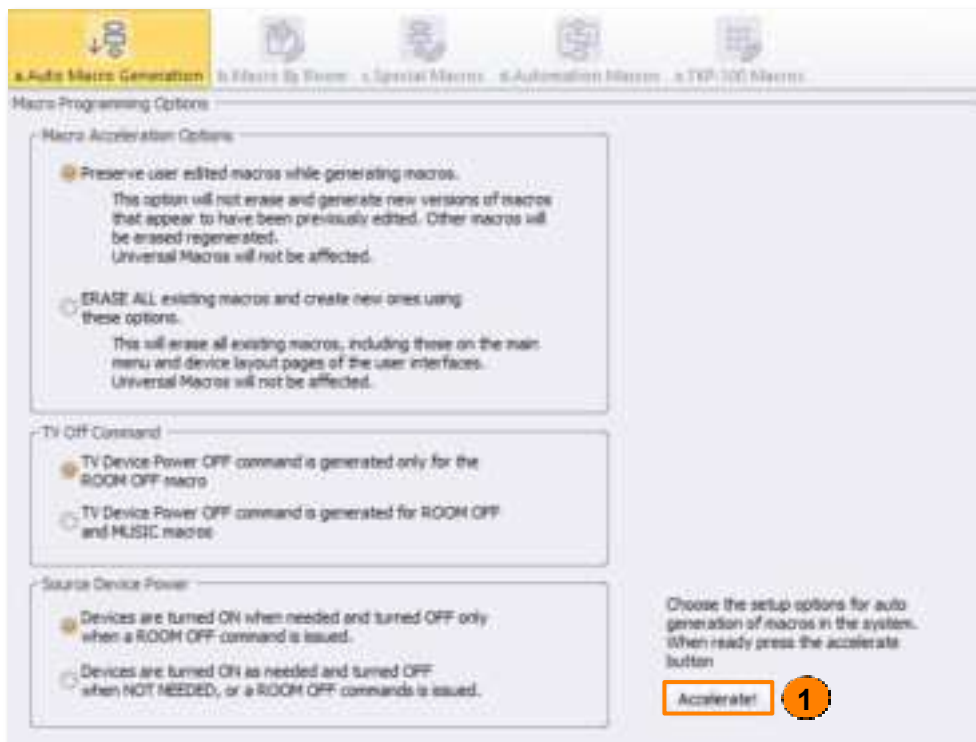 a.Auto Macro Generation b.Macro By Room c.Special Macros d.Automation Macros e.TKP-100 Macros
Macro Programming Options
Macro Acceleration Options
Preserve user edited macros while generating macros.
This option will not erase and generate new versions of macros
that appear to have been previously edited. Other macros will
be erased regenerated.
Universal Macros will not be affected.
ERASE ALL existing macros and create new ones using
these options.
This will erase all existing macros, including those on the main
menu and device layout pages of the user interfaces.
Universal Macros will not be affected.
TV Off Command
TV Device Power OFF command is generated only for the
ROOM OFF macro
TV Device Power OFF command is generated for ROOM OFF
and MUSIC macros
Source Device Power
Devices are turned ON when needed and turned OFF only
when a ROOM OFF command is issued.
Devices are turned ON as needed and turned OFF
when NOT NEEDED, or a ROOM OFF commands is issued.
Choose the setup options for auto
generation of macros in the system.
When ready press the accelerate
button
Accelerate!
1